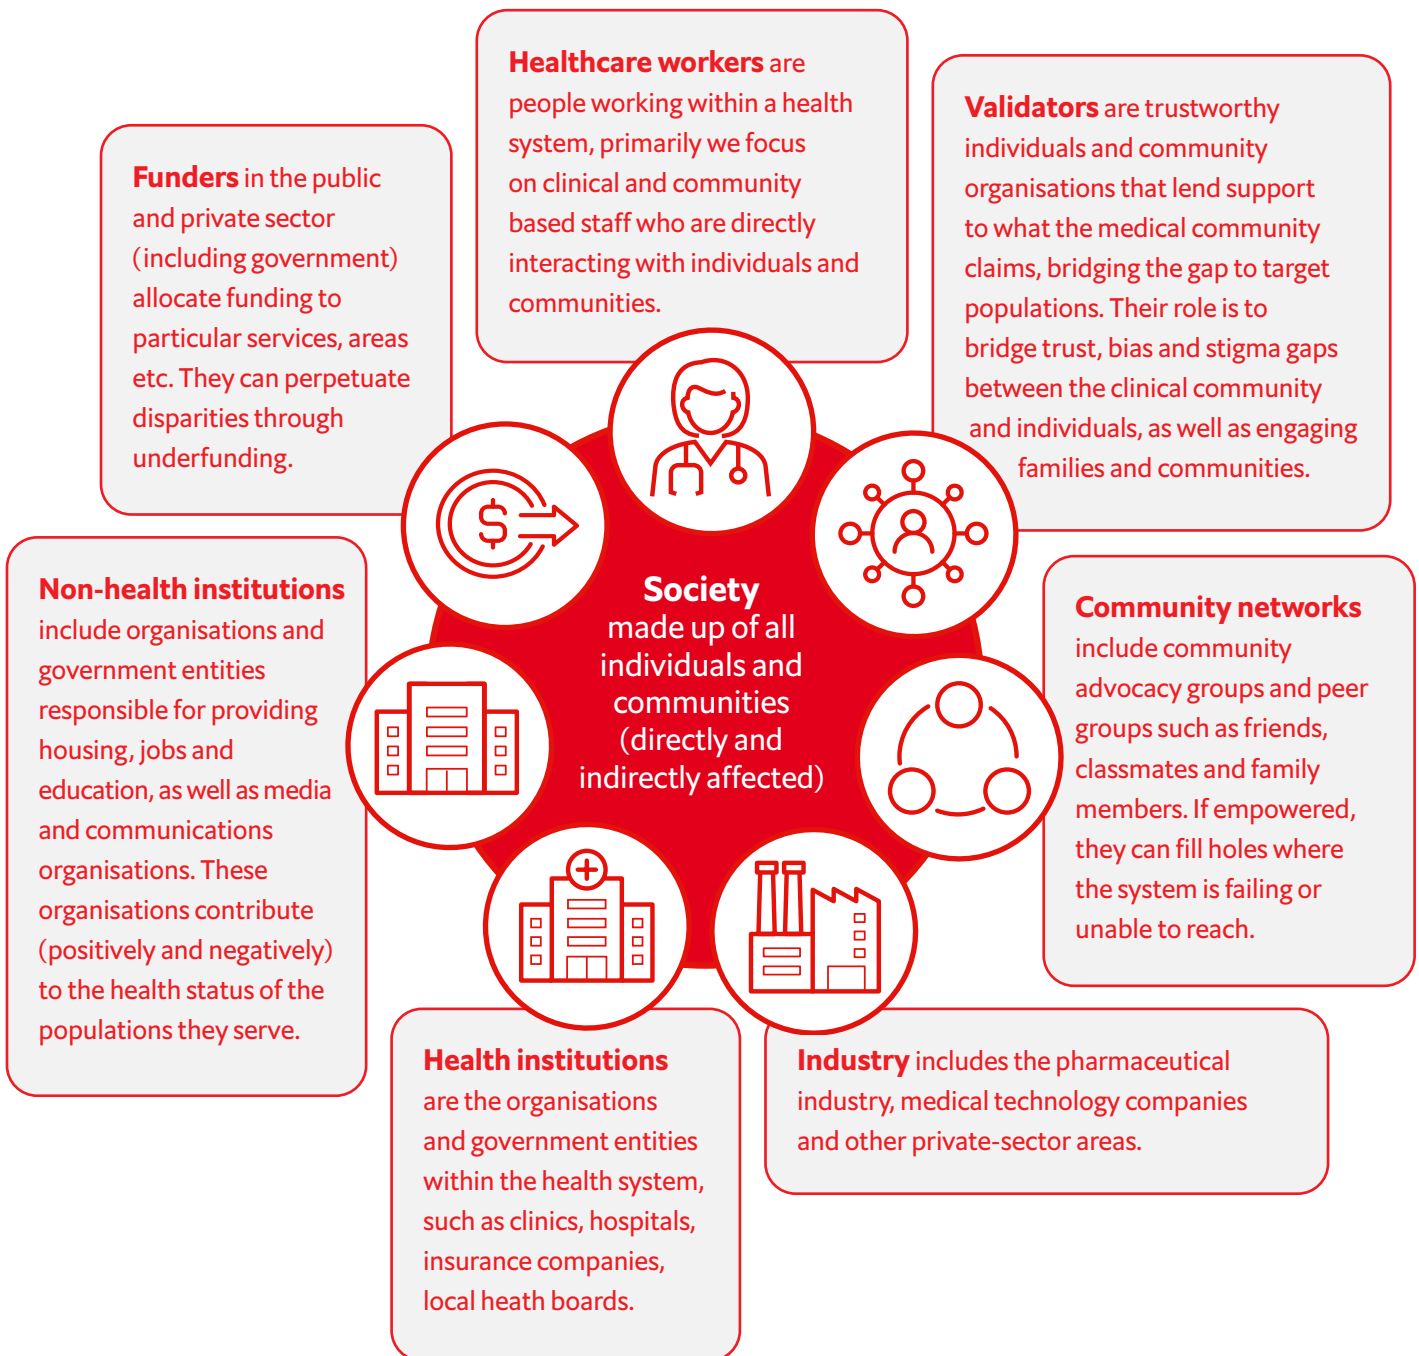 Healthcare workers are
people working within a health
system, primarily we focus
on clinical and community
based staff who are directly
interacting with individuals and
communities.
Validators are trustworthy
individuals and community
organisations that lend support
to what the medical community
claims, bridging the gap to target
populations. Their role is to
bridge trust, bias and stigma gaps
between the clinical community
and individuals, as well as engaging
families and communities.
Funders in the public
and private sector
(including government)
allocate funding to
particular services, areas
etc. They can perpetuate
disparities through
underfunding.
$
Society
made up of all
individuals and
communities
(directly and
indirectly affected)
Non-health institutions
include organisations and
government entities
responsible for providing
housing, jobs and
education, as well as media
and communications
organisations. These
organisations contribute
(positively and negatively)
to the health status of the
populations they serve.
Community networks
include community
advocacy groups and peer
groups such as friends,
classmates and family
members. If empowered,
they can fill holes where
the system is failing or
unable to reach.
Health institutions
are the organisations
and government entities
within the health system,
such as clinics, hospitals,
insurance companies,
local heath boards.
Industry includes the pharmaceutical
industry, medical technology companies
and other private-sector areas.